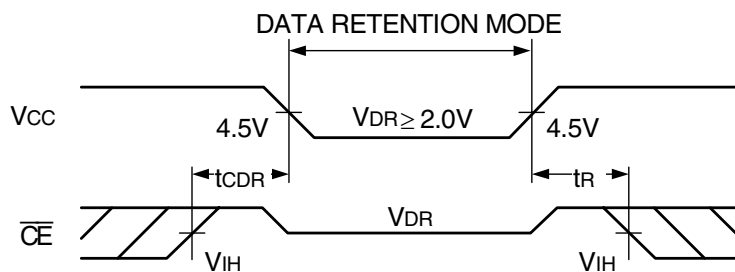 DATA RETENTION MODE
VCC
4.5V
VDR ≥ 2.0V
4.5V
tCDR
tR
CE
VDR
VIH
VIH